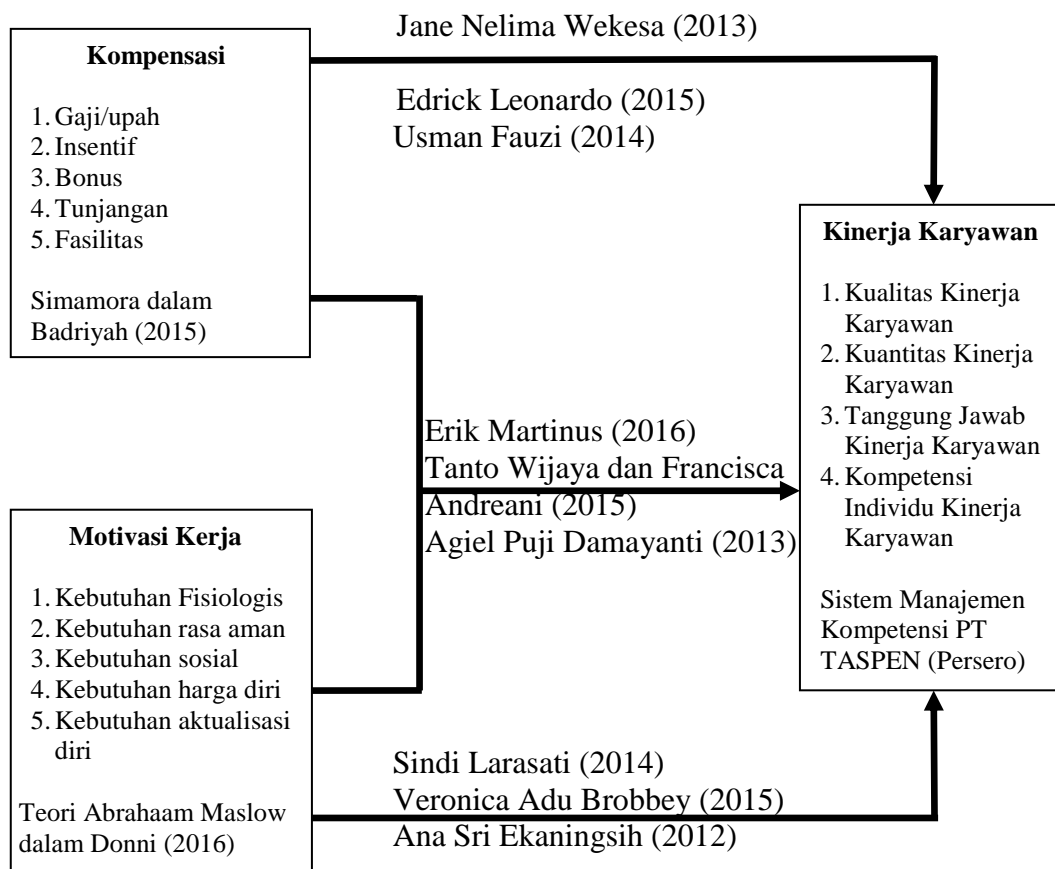 Jane Nelima Wekesa (2013)
Kompensasi
1. Gaji/upah
2. Insentif
3. Bonus
4. Tunjangan
5. Fasilitas
Simamora dalam
Badriyah (2015)
Edrick Leonardo (2015)
Usman Fauzi (2014)
Kinerja Karyawan
1. Kualitas Kinerja
Karyawan
2. Kuantitas Kinerja
Karyawan
3. Tanggung Jawab
Kinerja Karyawan
4. Kompetensi
Individu Kinerja
Karyawan
Sistem Manajemen
Kompetensi PT
TASPEN (Persero)
Erik Martinus (2016)
Tanto Wijaya dan Francisca
Andreani (2015)
Agiel Puji Damayanti (2013)
Motivasi Kerja
1. Kebutuhan Fisiologis
2. Kebutuhan rasa aman
3. Kebutuhan sosial
4. Kebutuhan harga diri
5. Kebutuhan aktualisasi
diri
Teori Abrahaam Maslow
dalam Donni (2016)
Sindi Larasati (2014)
Veronica Adu Brobbey (2015)
Ana Sri Ekaningsih (2012)